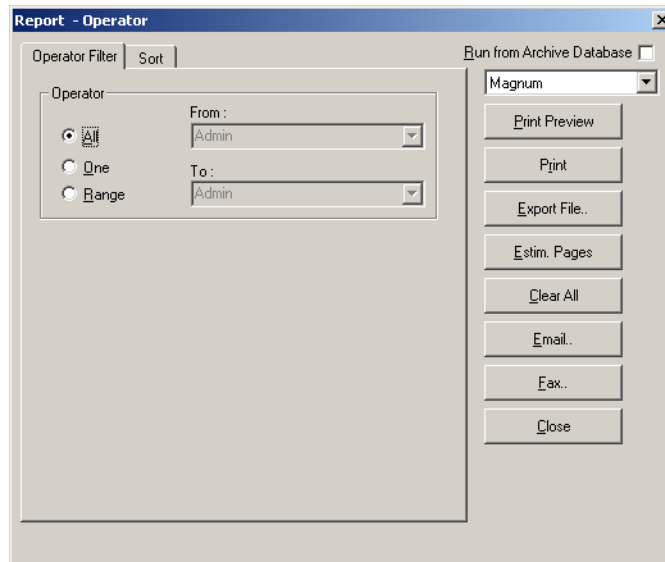 Report - Operator
Operator Filter
Sort
Run from Archive Database
Magnum
Operator
From :
All
Admin
One
To :
Range
Admin
Print Preview
Print
Export File..
Estim. Pages
Clear All
Email..
Fax..
Close